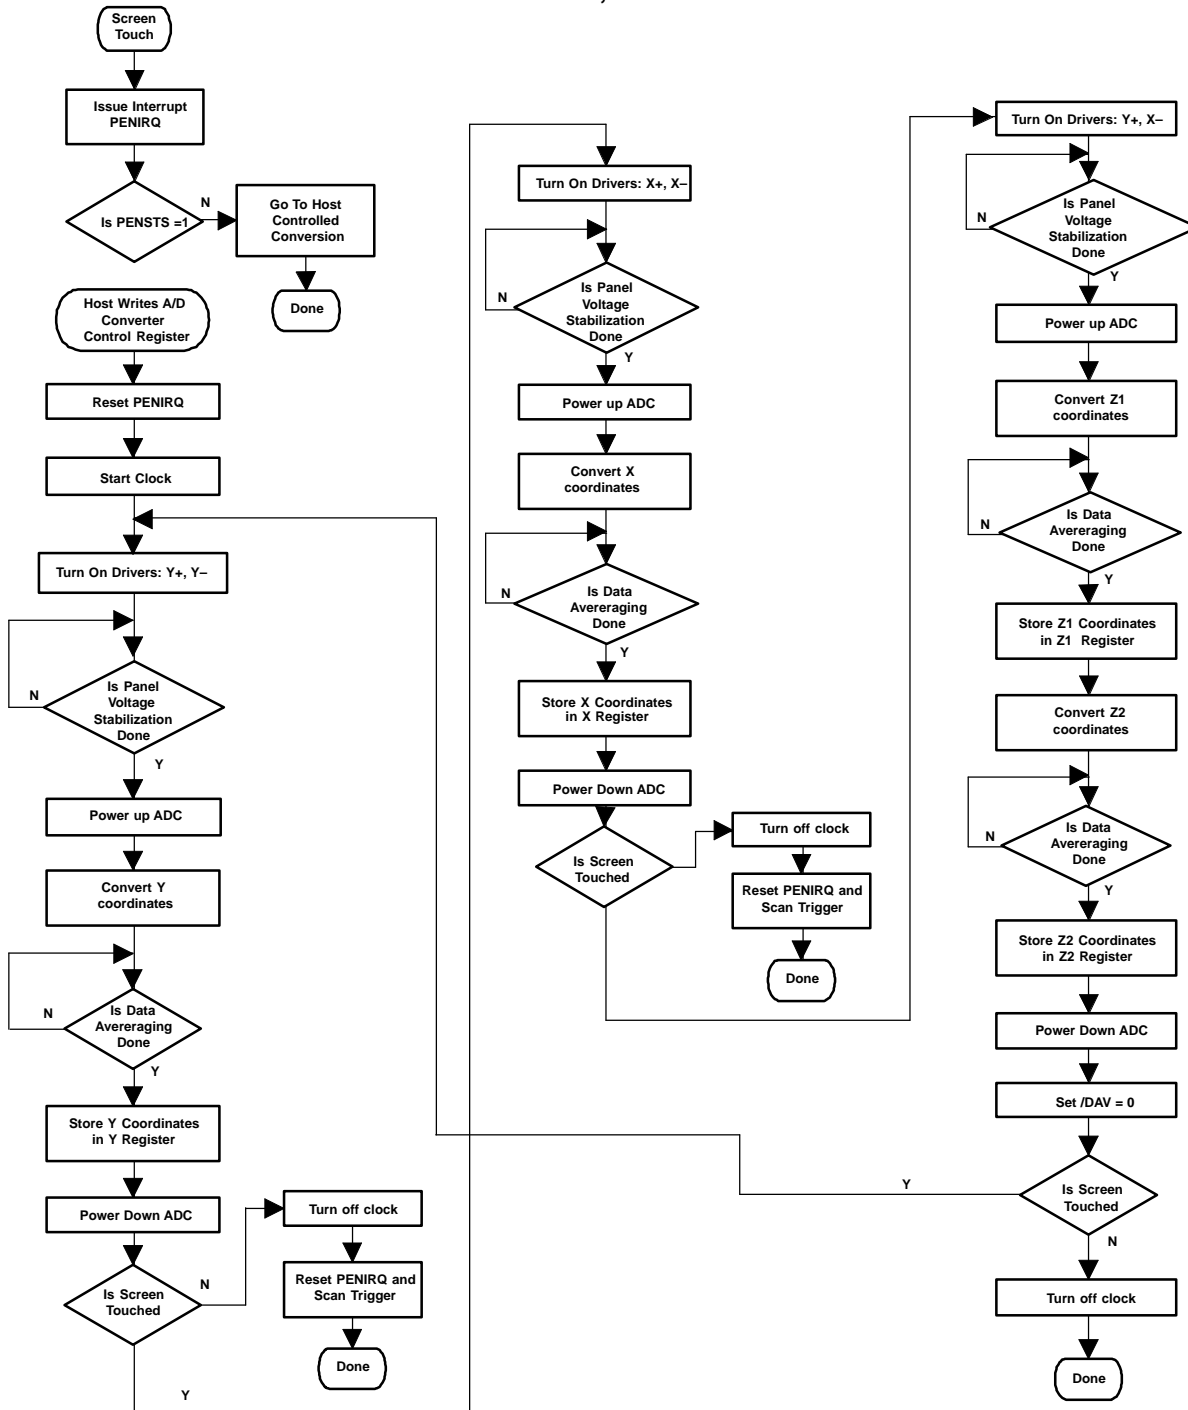 Screen
Touch
Issue Interrupt
PENIRQ
Is PENSTS =1
N
Go To Host
Controlled
Conversion
Done
Host Writes A/D
Converter
Control Register
Reset PENIRQ
Start Clock
Turn On Drivers: Y+, Y–
Is Panel
Voltage
Stabilization
Done
N
Y
Power up ADC
Convert Y
coordinates
Is Data
Avereraging
Done
N
Y
Store Y Coordinates
in Y Register
Power Down ADC
Is Screen
Touched
N
Y
Turn off clock
Reset PENIRQ and
Scan Trigger
Done
Turn On Drivers: X+, X–
Is Panel
Voltage
Stabilization
Done
N
Y
Power up ADC
Convert X
coordinates
Is Data
Avereraging
Done
N
Y
Store X Coordinates
in X Register
Power Down ADC
Is Screen
Touched
Turn off clock
Reset PENIRQ and
Scan Trigger
Done
Turn On Drivers: Y+, X–
Is Panel
Voltage
Stabilization
Done
N
Y
Power up ADC
Convert Z1
coordinates
Is Data
Avereraging
Done
N
Y
Store Z1 Coordinates
in Z1 Register
Convert Z2
coordinates
Is Data
Avereraging
Done
N
Y
Store Z2 Coordinates
in Z2 Register
Power Down ADC
Set /DAV = 0
Is Screen
Touched
Y
N
Turn off clock
Done